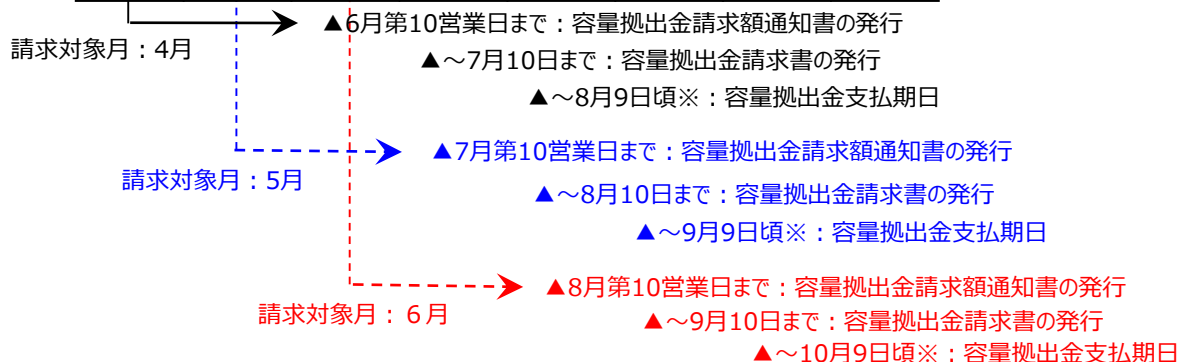 ▲6月第10営業日まで：容量拠出金請求額通知書の発行
請求対象月：4月
▲～7月10日まで：容量拠出金請求書の発行
▲～8月9日頃※：容量拠出金支払期日
▲7月第10営業日まで：容量拠出金請求額通知書の発行
請求対象月：5月
▲～8月10日まで：容量拠出金請求書の発行
▲～9月9日頃※：容量拠出金支払期日
▲8月第10営業日まで：容量拠出金請求額通知書の発行
請求対象月：６月
▲～9月10日まで：容量拠出金請求書の発行
▲～10月9日頃※：容量拠出金支払期日